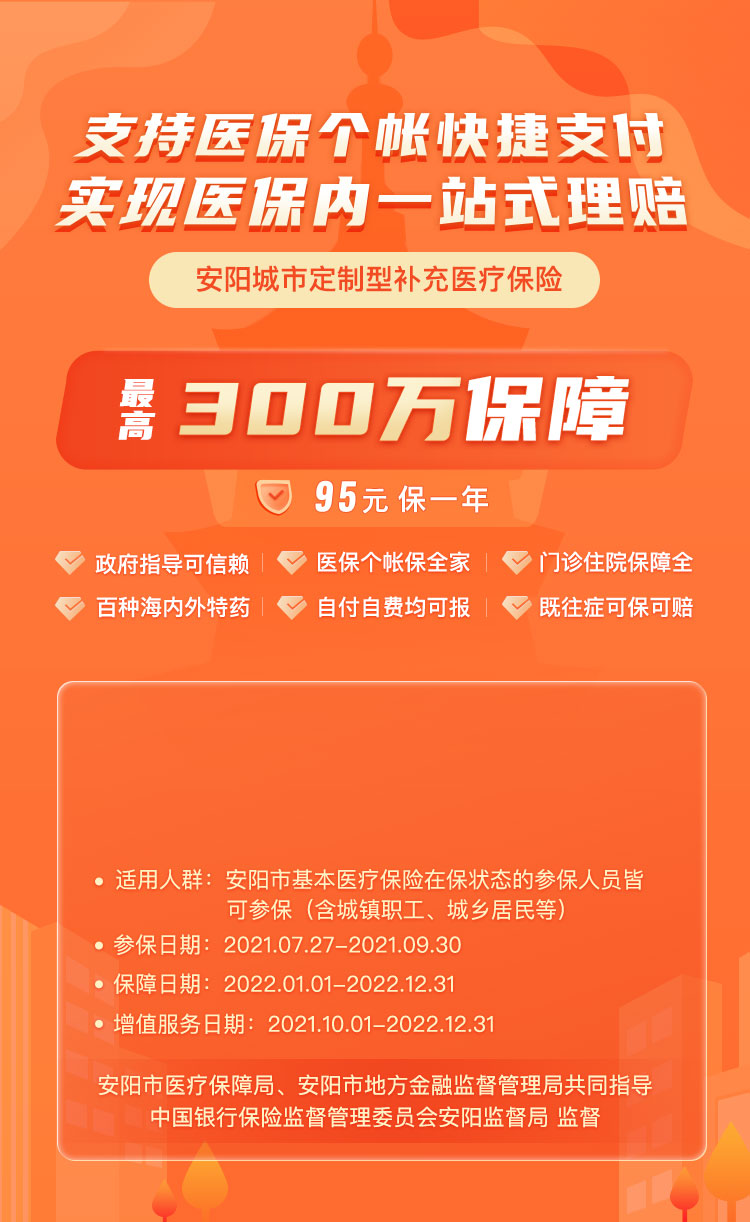 支持医保个帐快捷支付
实现医保内一站式理赔
安阳城市定制型补充医疗保险
最高 300万保障
95元 保一年
政府指导可信赖 医保个帐保全家 门诊住院保障全
百种海内外特药 自付自费均可报 既往症可保可赔
• 适用人群：安阳市基本医疗保险在保状态的参保人员皆
可参保（含城镇职工、城乡居民等）
• 参保日期：2021.07.27-2021.09.30
• 保障日期：2022.01.01-2022.12.31
• 增值服务日期：2021.10.01-2022.12.31
安阳市医疗保障局、安阳市地方金融监督管理局共同指导
中国银行保险监督管理委员会安阳监督局 监督